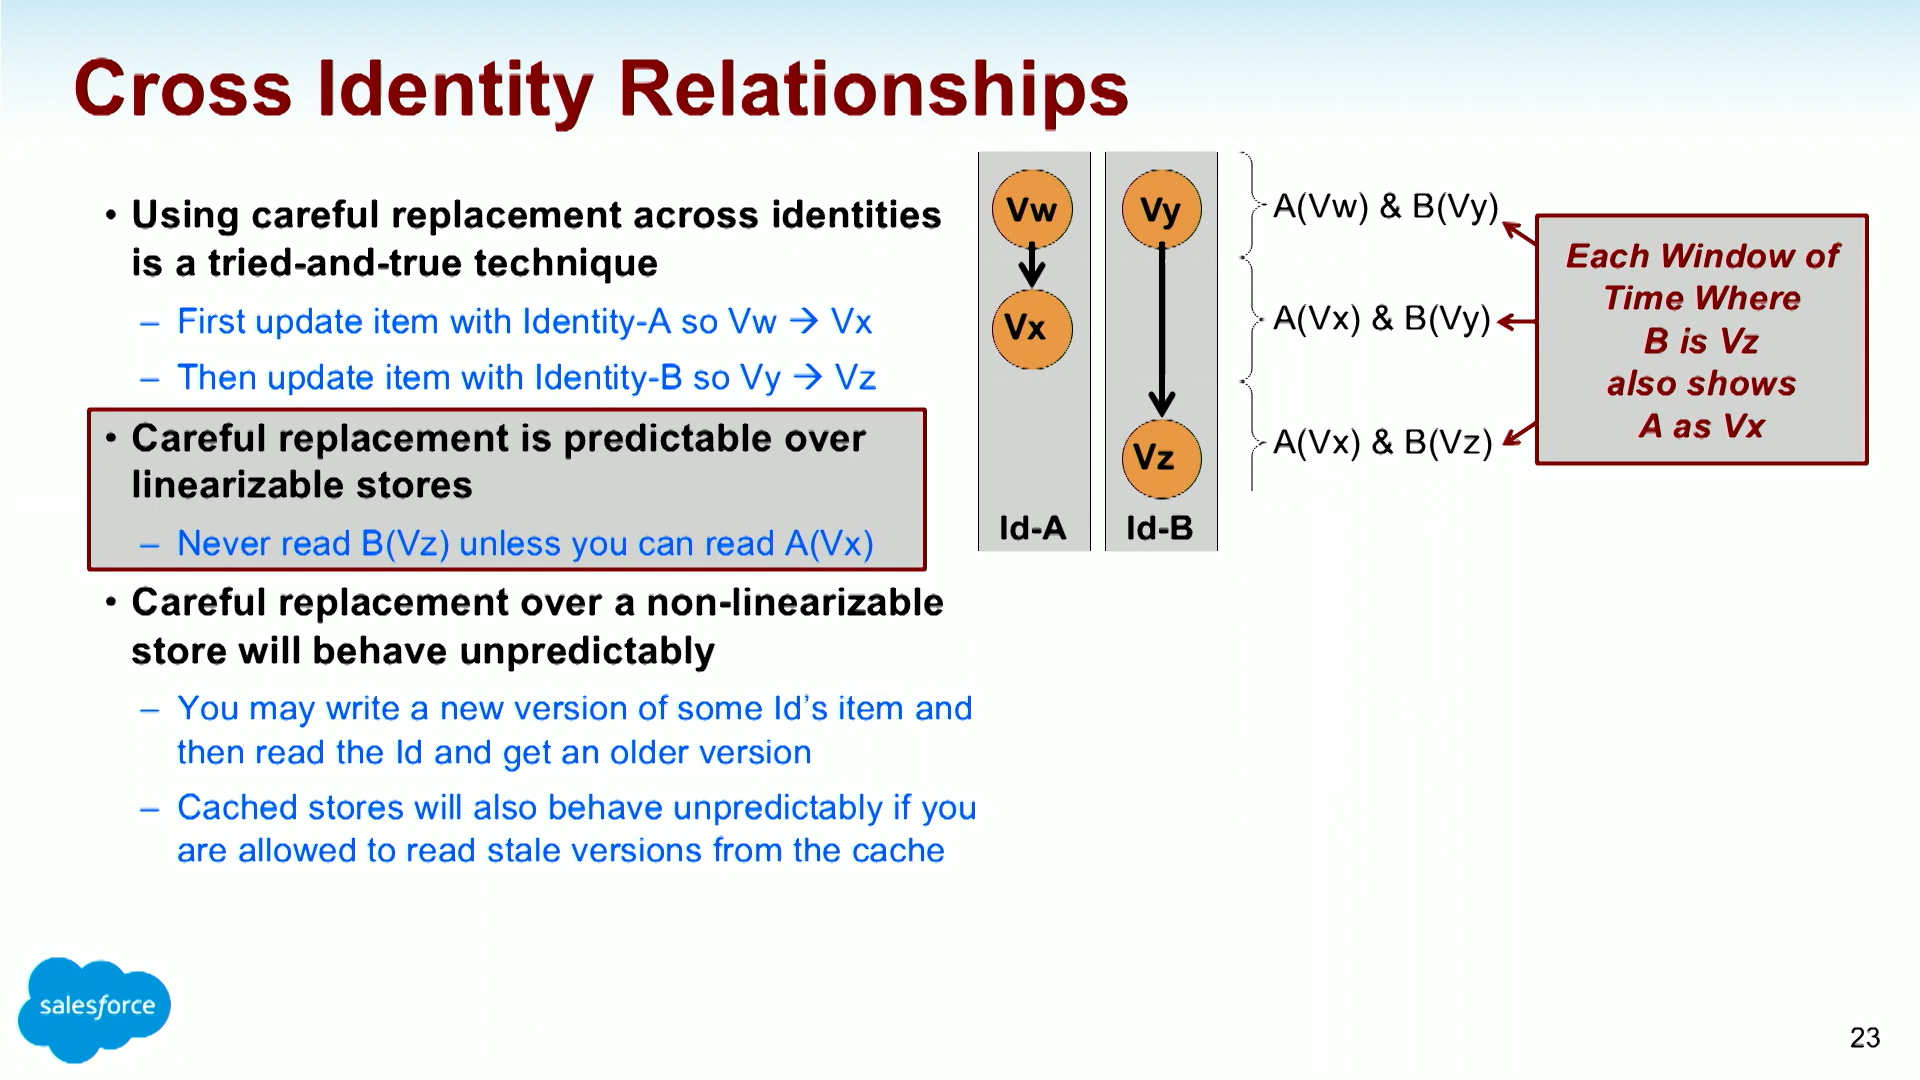 Cross Identity Relationships
• Using careful replacement across identities
is a tried-and-true technique
– First update item with Identity-A so Vw → Vx
– Then update item with Identity-B so Vy → Vz
• Careful replacement is predictable over
linearizable stores
– Never read B(Vz) unless you can read A(Vx)
• Careful replacement over a non-linearizable
store will behave unpredictably
– You may write a new version of some Id’s item and
then read the Id and get an older version
– Cached stores will also behave unpredictably if you
are allowed to read stale versions from the cache
Vw
Vx
Id-A
Vy
Vz
Id-B
A(Vw) & B(Vy)
A(Vx) & B(Vy)
A(Vx) & B(Vz)
Each Window of
Time Where
B is Vz
also shows
A as Vx
salesforce
23